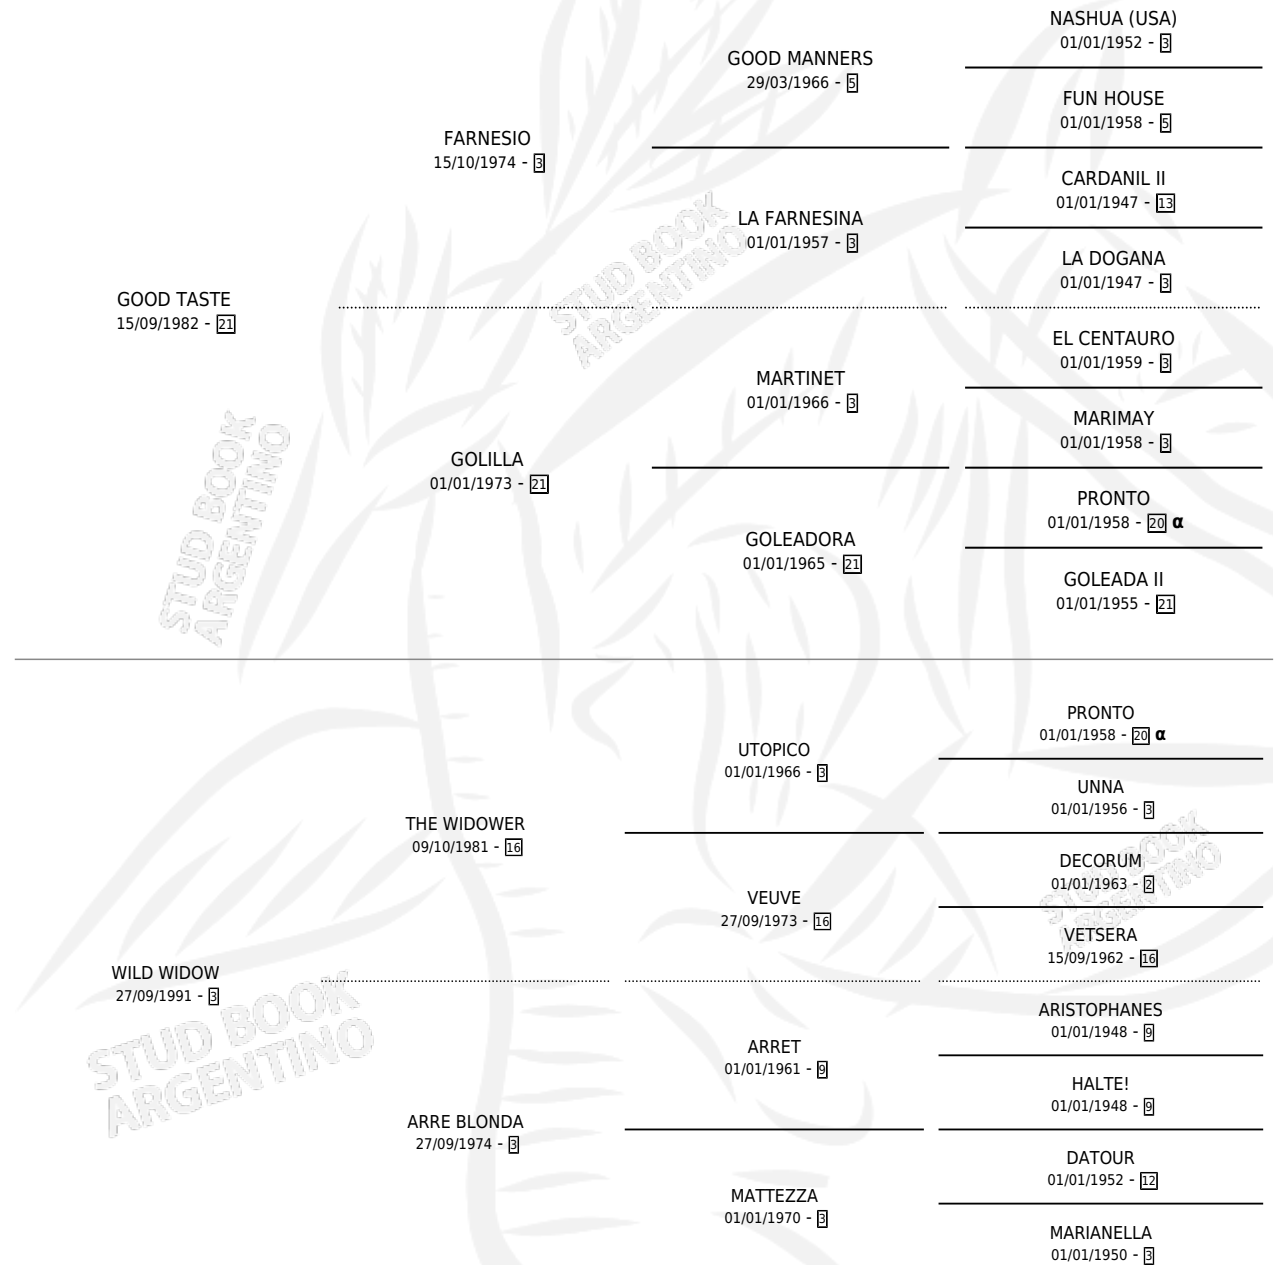 NASHUA (USA)
01/01/1952 - 3
GOOD MANNERS
29/03/1966 - 5
FUN HOUSE
01/01/1958 - 5
FARNESIO
15/10/1974 - 3
CARDANIL II
01/01/1947 - 13
LA FARNESINA
01/01/1957 - 3
LA DOGANA
01/01/1947 - 3
GOOD TASTE
15/09/1982 - 21
EL CENTAURO
01/01/1959 - 3
MARTINET
01/01/1966 - 3
MARIMAY
01/01/1958 - 3
GOLILLA
01/01/1973 - 21
PRONTO
01/01/1958 - 20 α
GOLEADORA
01/01/1965 - 21
GOLEADA II
01/01/1955 - 21
PRONTO
01/01/1958 - 20 α
UTOPICO
01/01/1966 - 3
UNNA
01/01/1956 - 3
THE WIDOWER
09/10/1981 - 16
DECORUM
01/01/1963 - 2
VEUVE
27/09/1973 - 16
VETSERA
15/09/1962 - 16
WILD WIDOW
27/09/1991 - 3
ARISTOPHANES
01/01/1948 - 9
ARRET
01/01/1961 - 9
HALTE!
01/01/1948 - 9
ARRE BLONDA
27/09/1974 - 3
DATOUR
01/01/1952 - 12
MATTEZZA
01/01/1970 - 3
MARIANELLA
01/01/1950 - 3
STUD BOOK
ARGENTINO
STUD BOOK
ARGENTINO
STUD BOOK
ARGENTINO
STUD BOOK
ARGENTINO